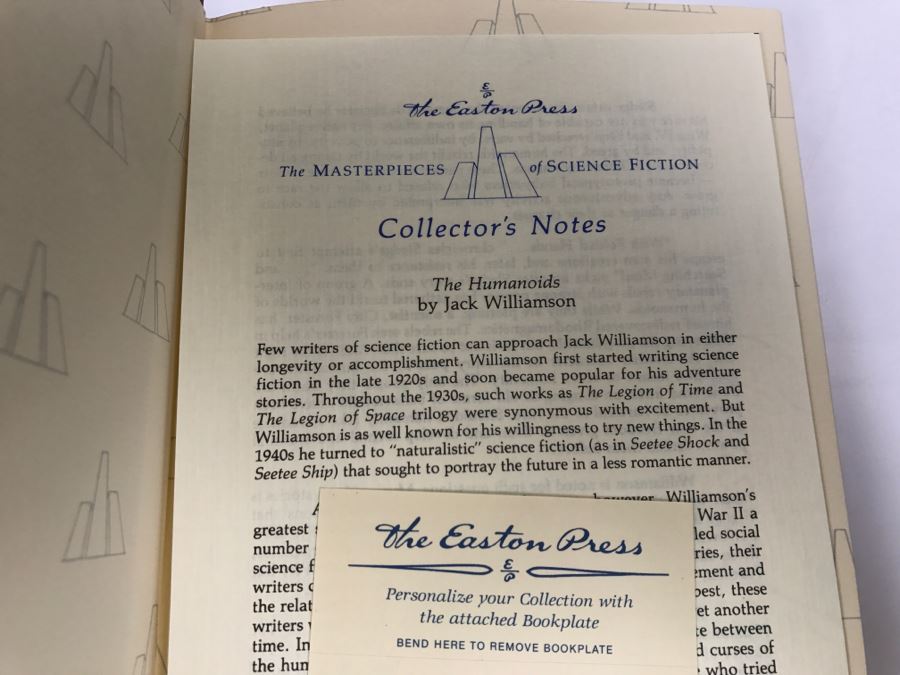 E/P
The Easton Press
The MASTERPIECES of SCIENCE FICTION
Collector's Notes
The Humanoids
by Jack Williamson
Few writers of science fiction can approach Jack Williamson in either
longevity or accomplishment. Williamson first started writing science
fiction in the late 1920s and soon became popular for his adventure
stories. Throughout the 1930s, such works as The Legion of Time and
The Legion of Space trilogy were synonymous with excitement. But
Williamson is as well known for his willingness to try new things. In the
1940s he turned to "naturalistic" science fiction (as in Seetee Shock and
Seetee Ship) that sought to portray the future in a less romantic manner.
however, Williamson's
greatest War II a
number led social
science f ries, their
writers ement and
the relat best, these
writers et another
time. In between
the hum d curses of
who tried
The Easton Press
E/P
Personalize your Collection with
the attached Bookplate
BEND HERE TO REMOVE BOOKPLATE